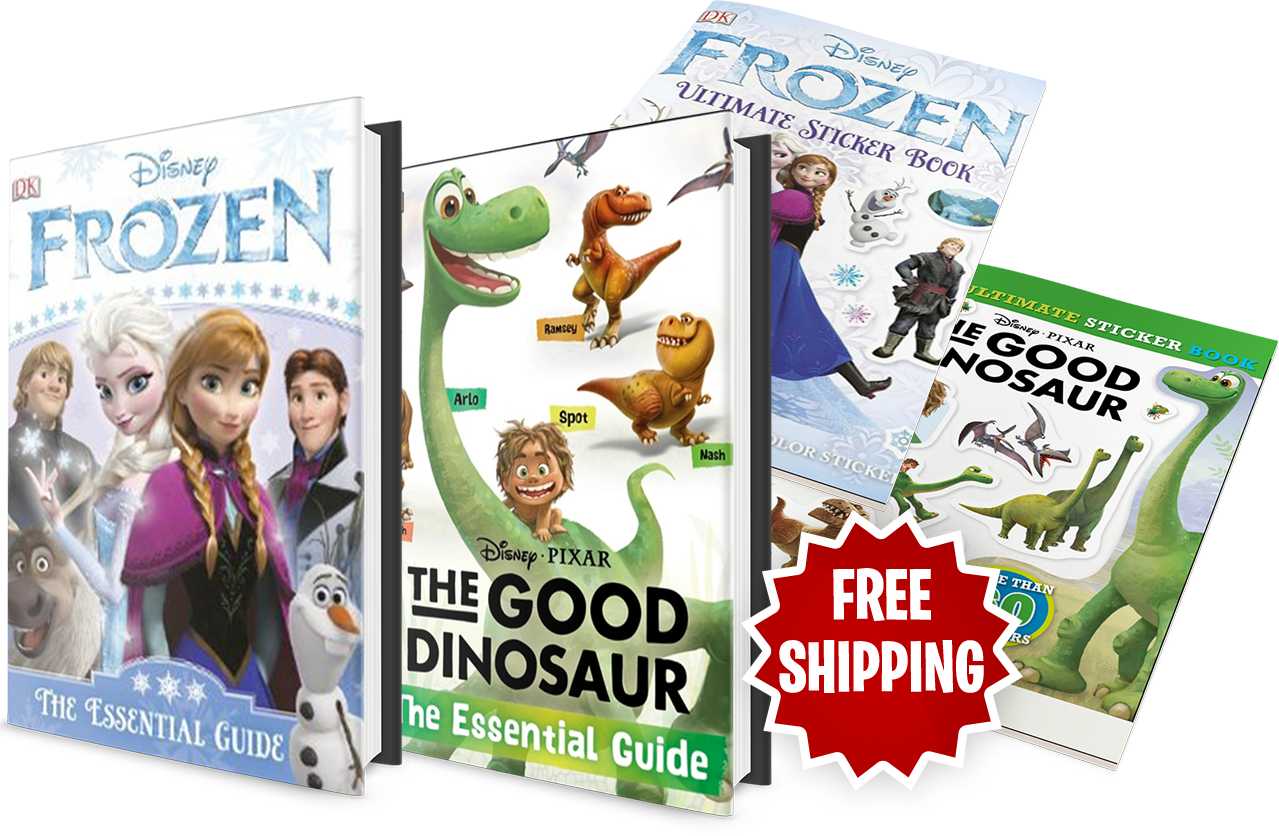 DK
Disney
FROZEN
THE ESSENTIAL GUIDE
Ramsey
Arlo
Spot
Nash
Disney · PIXAR
THE GOOD
DINOSAUR
The Essential Guide
DK
Disney
FROZEN
ULTIMATE STICKER BOOK
ULTIMATE STICKER BOOK
Disney · PIXAR
GOOD
THAN
FREE
SHIPPING